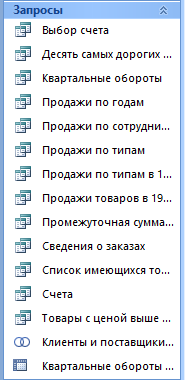 Запросы
Выбор счета
Десять самых дорогих ...
Квартальные обороты
Продажи по годам
Продажи по сотрудни...
Продажи по типам
Продажи по типам в 1...
Продажи товаров в 19...
Промежуточная сумма...
Сведения о заказах
Список имеющихся то...
Счета
Товары с ценой выше ...
Клиенты и поставщики...
Квартальные обороты ...